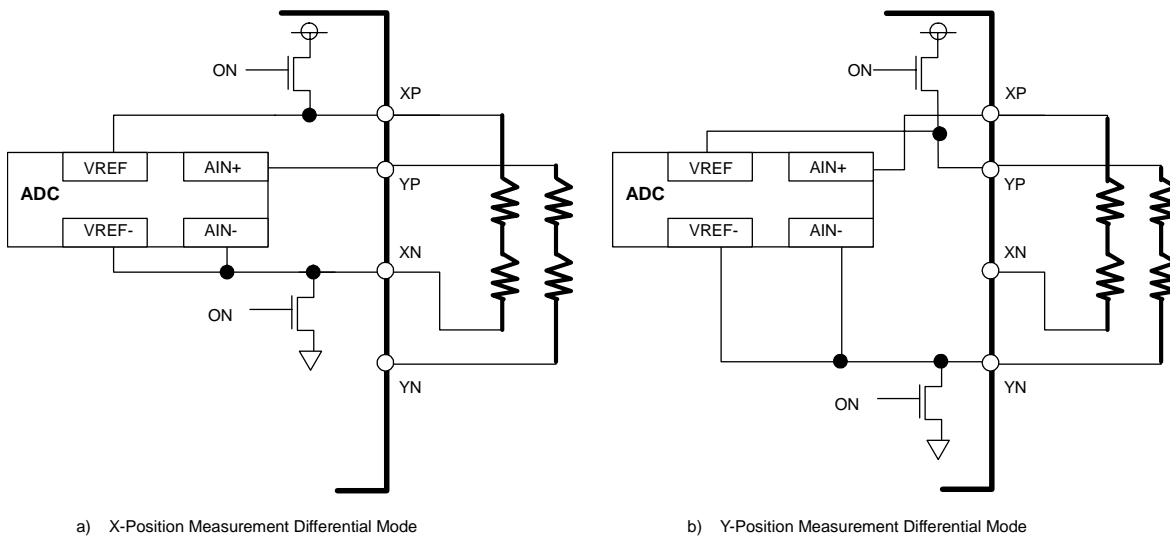 ON
XP
VREF
AIN+
YP
ADC
VREF-
AIN-
XN
ON
YN
a) X-Position Measurement Differential Mode
ON
XP
VREF
AIN+
YP
ADC
VREF-
AIN-
XN
ON
YN
b) Y-Position Measurement Differential Mode